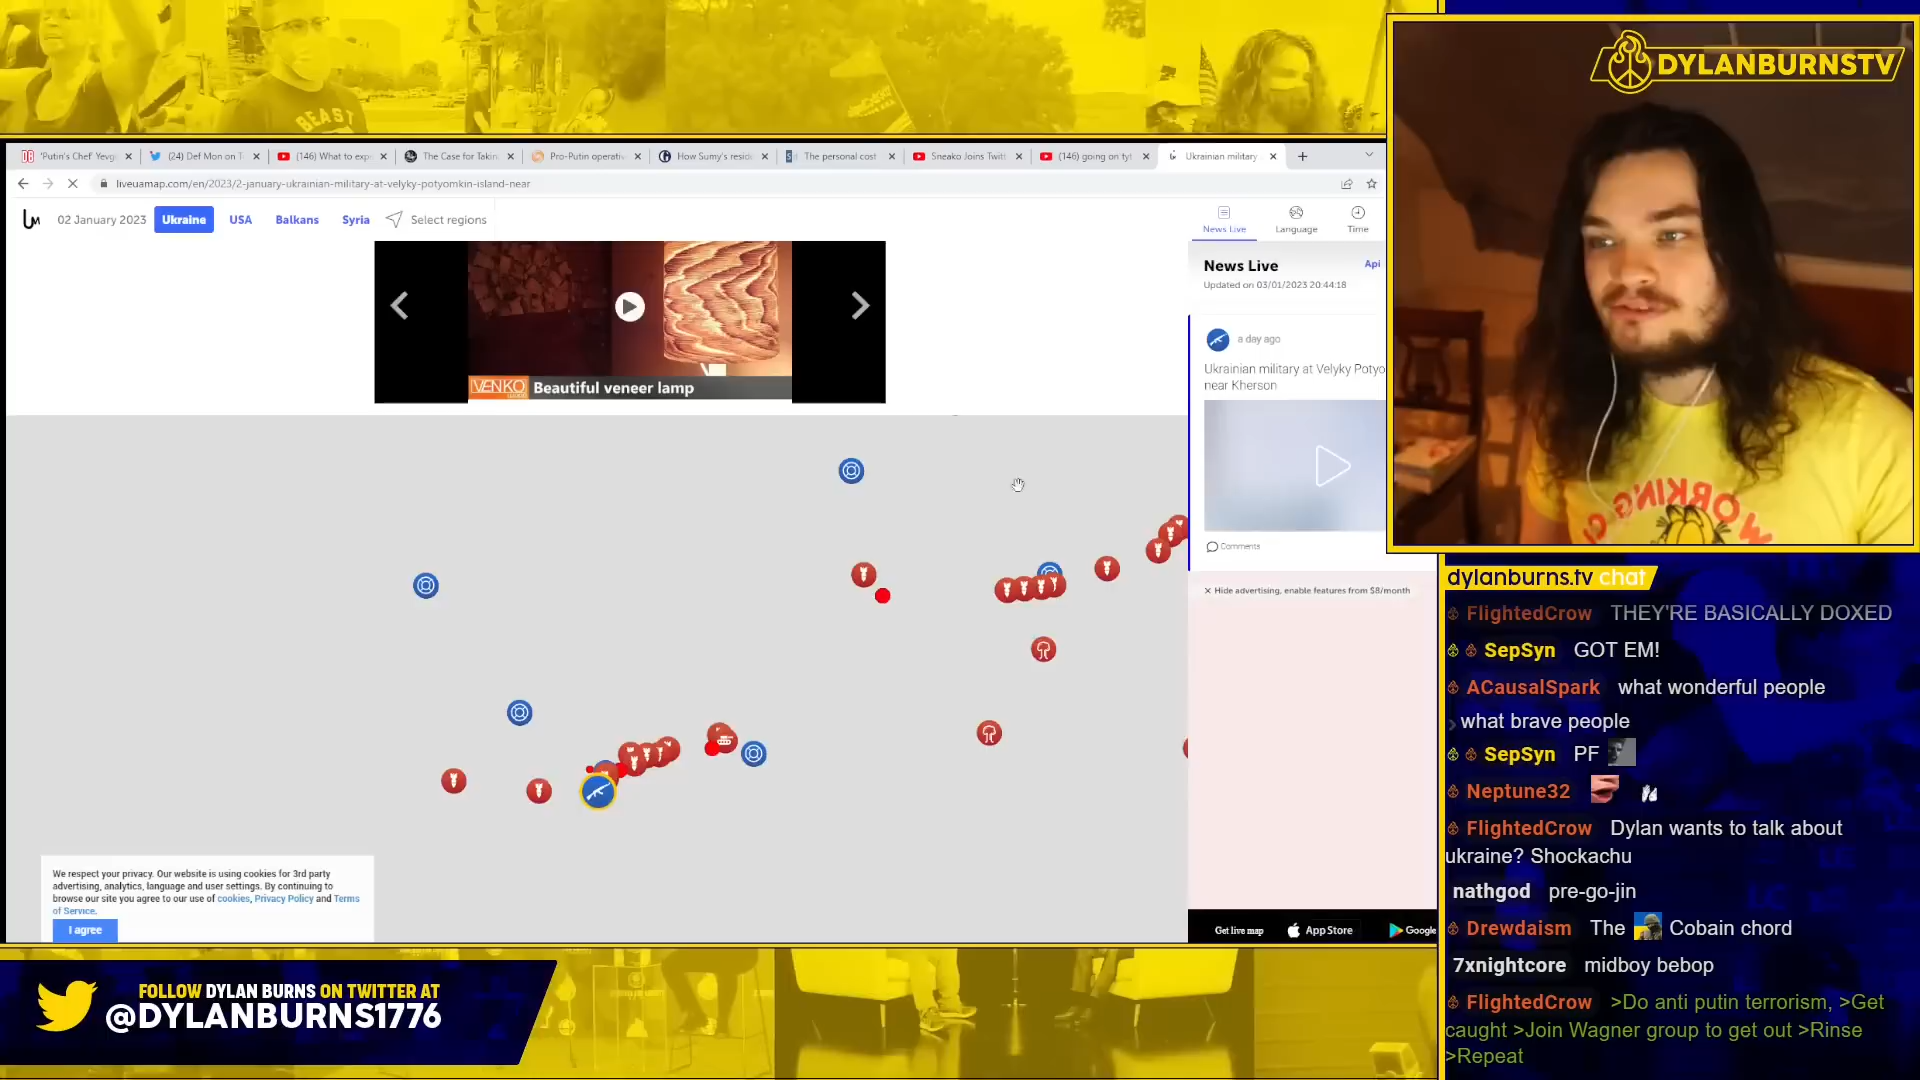 BEAST
'Putin's Chef' Yevg
(24) Def Mon on T
(146) What to expe
The Case for Takin
Pro-Putin operativ
How Sumy's reside
The personal cost
Sneako Joins Twitt
(146) going on tyt
Ukrainian military
liveuamap.com/en/2023/2-january-ukrainian-military-at-velyky-potyomkin-island-near
02 January 2023
Ukraine
USA
Balkans
Syria
Select regions
News Live
Language
Time
VENKO
Beautiful veneer lamp
News Live
Api
Updated on 03/01/2023 20:44:18
a day ago
Ukrainian military at Velyky Potyo
near Kherson
Comments
× Hide advertising, enable features from $8/month
We respect your privacy. Our website is using cookies for 3rd party
advertising, analytics, language and user settings. By continuing to
browse our site you agree to our use of cookies, Privacy Policy and Terms
of Service.
I agree
Get live map
App Store
Google
DYLANBURNSTV
WORKING
dylanburns.tv chat
FlightedCrow THEY'RE BASICALLY DOXED
SepSyn GOT EM!
ACausalSpark what wonderful people
what brave people
SepSyn PF
Neptune32
FlightedCrow Dylan wants to talk about
ukraine? Shockachu
nathgod pre-go-jin
Drewdaism The Cobain chord
7xnightcore midboy bebop
FlightedCrow >Do anti putin terrorism, >Get
caught >Join Wagner group to get out >Rinse
>Repeat
FOLLOW DYLAN BURNS ON TWITTER AT
@DYLANBURNS1776